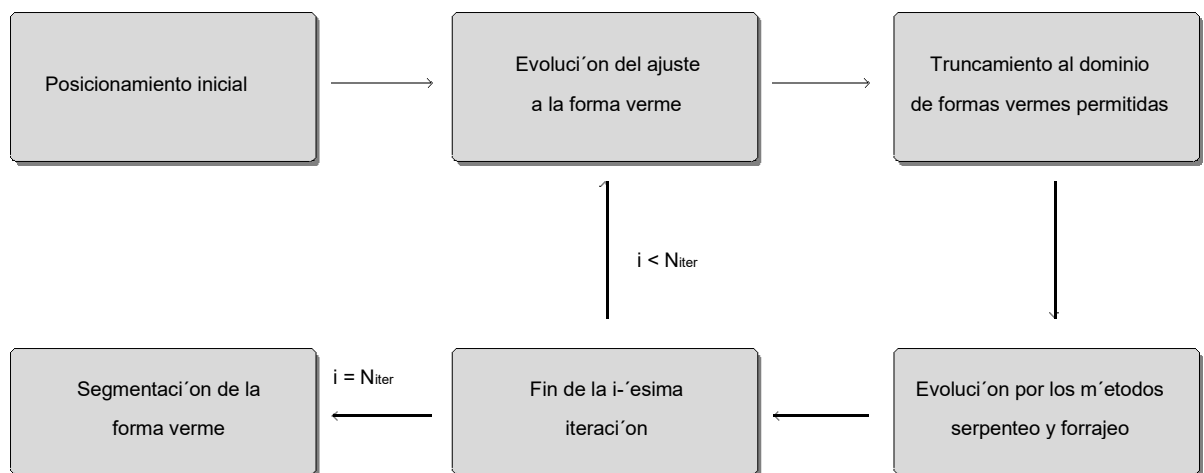 Posicionamiento inicial
Evoluci´on del ajuste
a la forma verme
Truncamiento al dominio
de formas vermes permitidas
i < Niter
Segmentaci´on de la
forma verme
i = Niter
Fin de la i-´esima
iteraci´on
Evoluci´on por los m´etodos
serpenteo y forrajeo